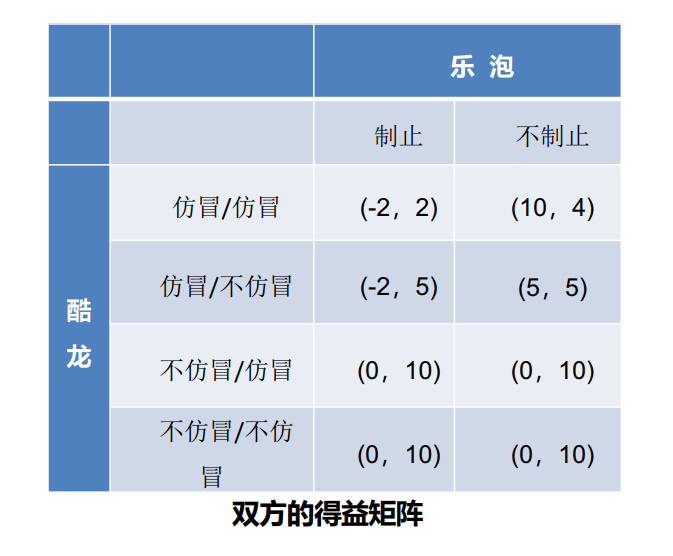 乐 泡
制止 不制止
酷
龙
仿冒/仿冒 (-2，2) (10，4)
仿冒/不仿冒 (-2，5) (5，5)
不仿冒/仿冒 (0，10) (0，10)
不仿冒/不仿
冒 (0，10) (0，10)
双方的得益矩阵